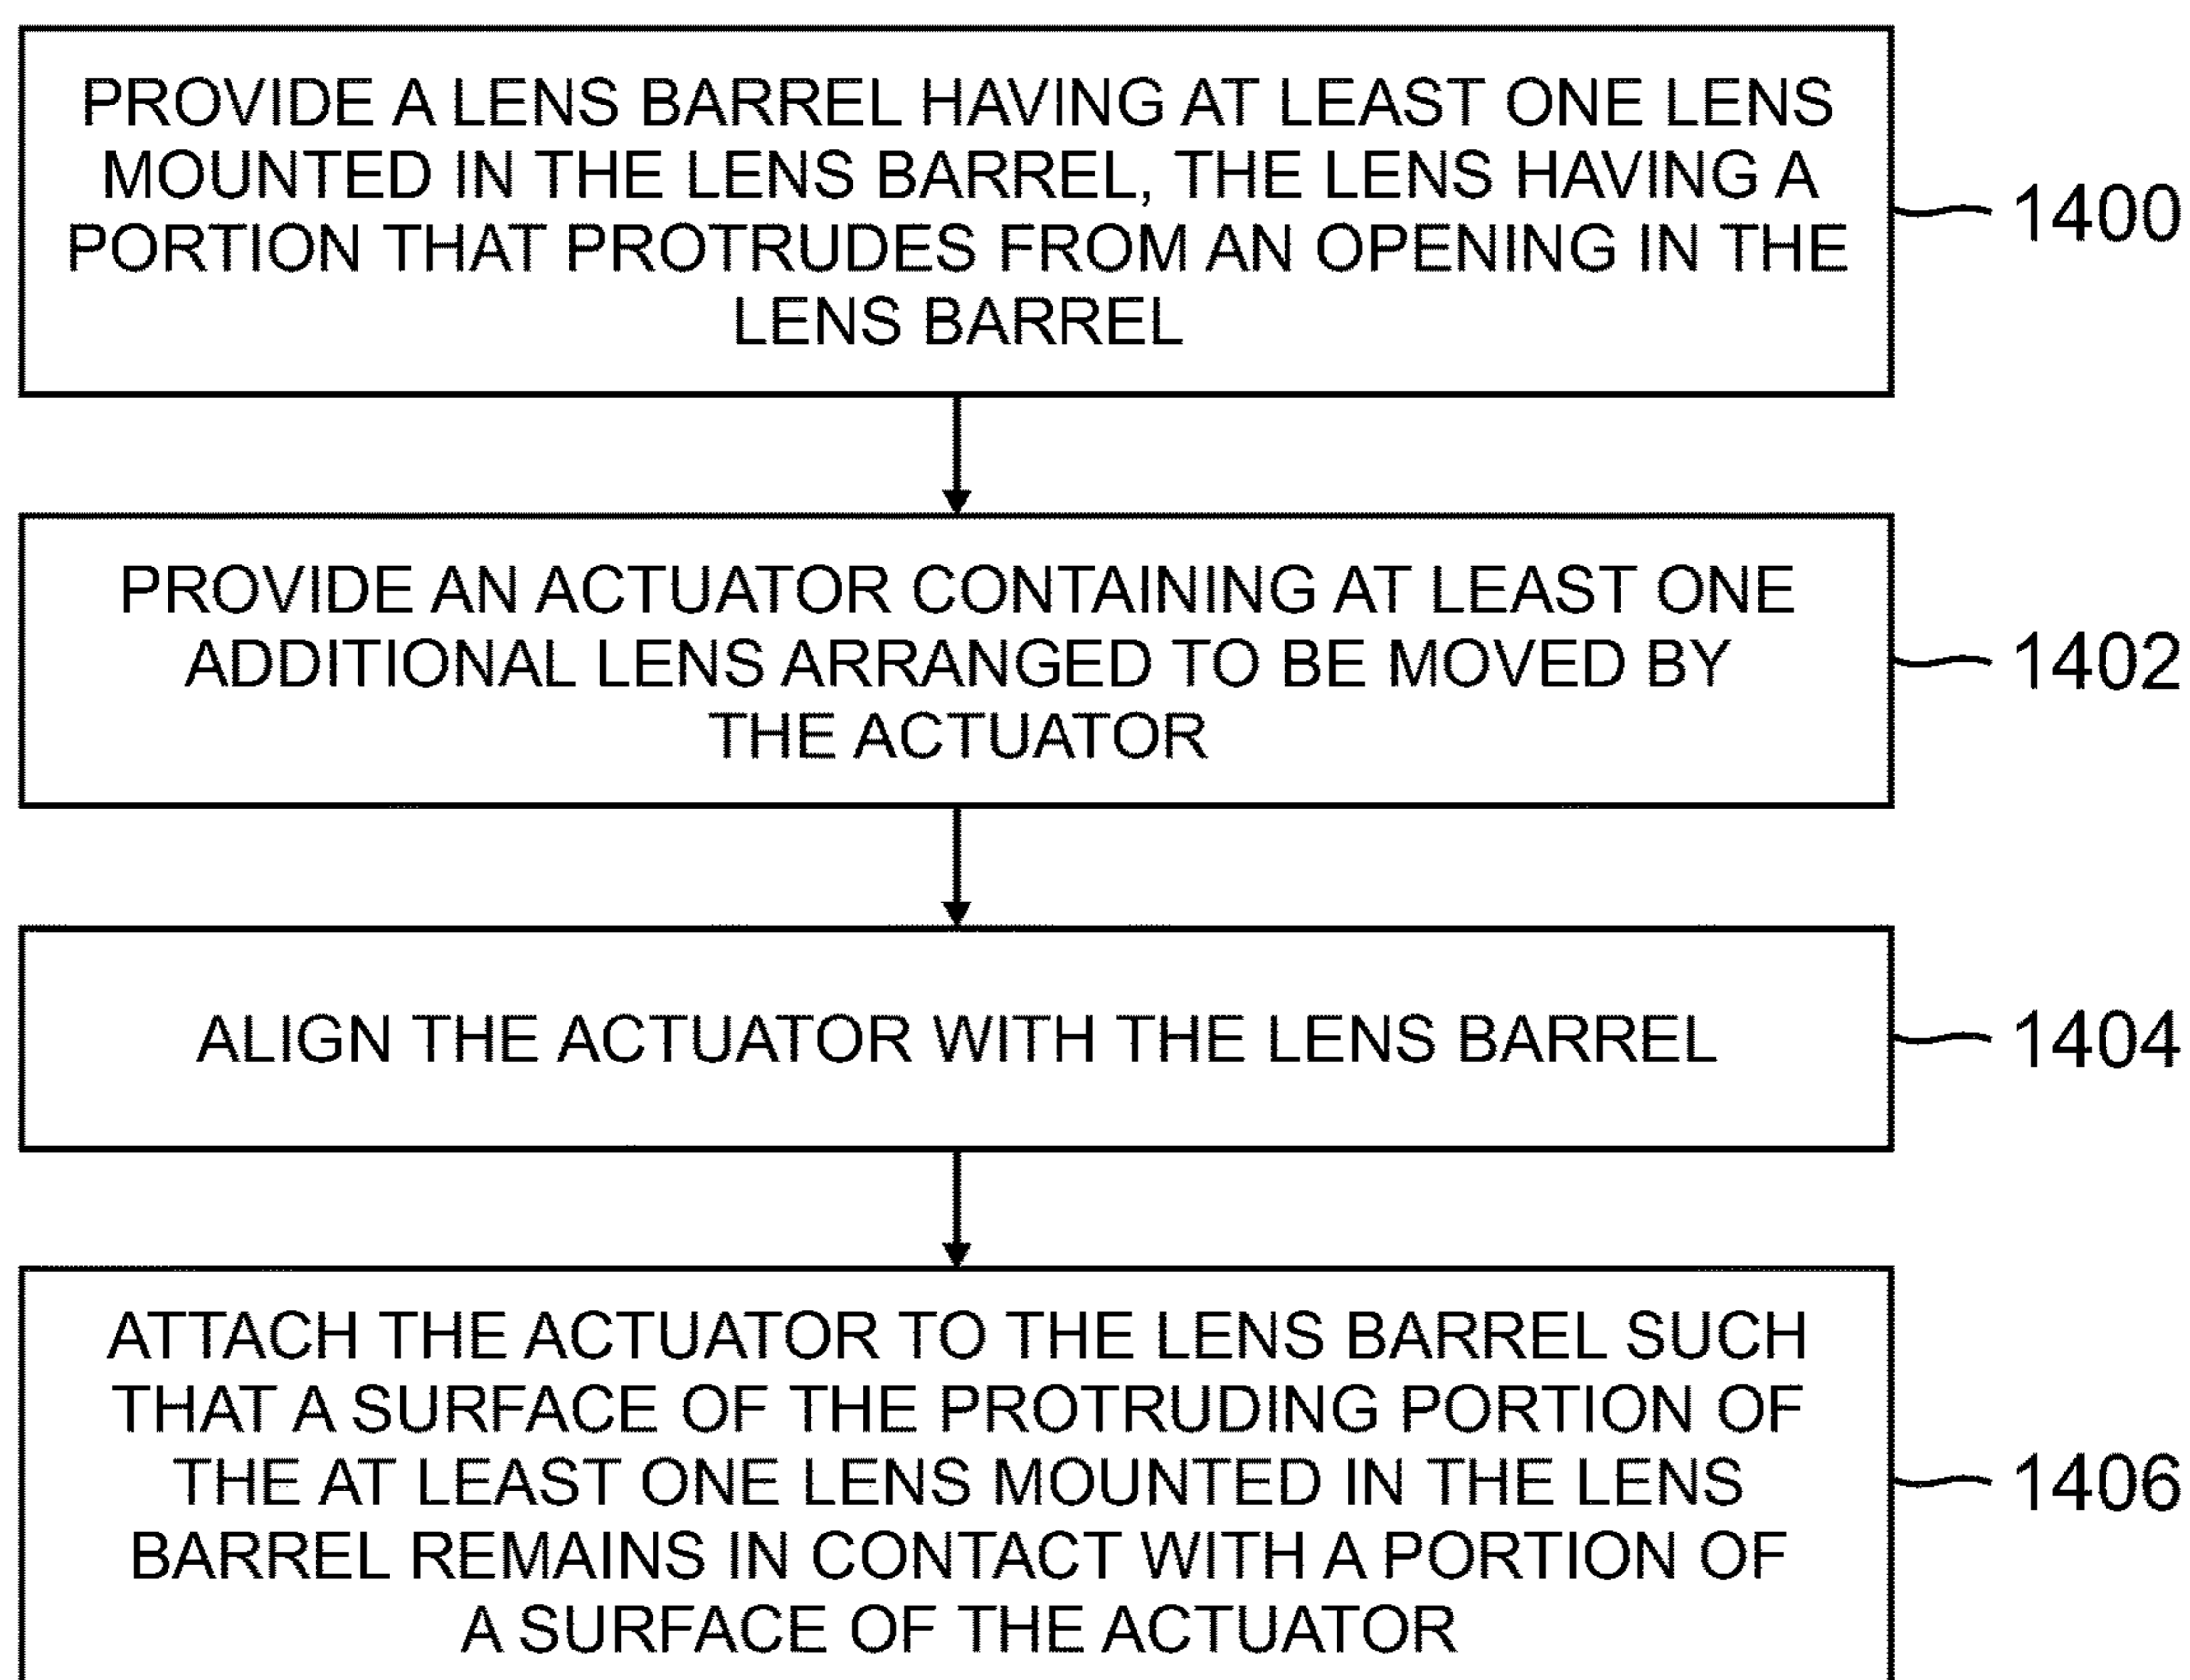 PROVIDE A LENS BARREL HAVING AT LEAST ONE LENS
MOUNTED IN THE LENS BARREL, THE LENS HAVING A
PORTION THAT PROTRUDES FROM AN OPENING IN THE
LENS BARREL
1400
PROVIDE AN ACTUATOR CONTAINING AT LEAST ONE
ADDITIONAL LENS ARRANGED TO BE MOVED BY
THE ACTUATOR
1402
ALIGN THE ACTUATOR WITH THE LENS BARREL
1404
ATTACH THE ACTUATOR TO THE LENS BARREL SUCH
THAT A SURFACE OF THE PROTRUDING PORTION OF
THE AT LEAST ONE LENS MOUNTED IN THE LENS
BARREL REMAINS IN CONTACT WITH A PORTION OF
A SURFACE OF THE ACTUATOR
1406